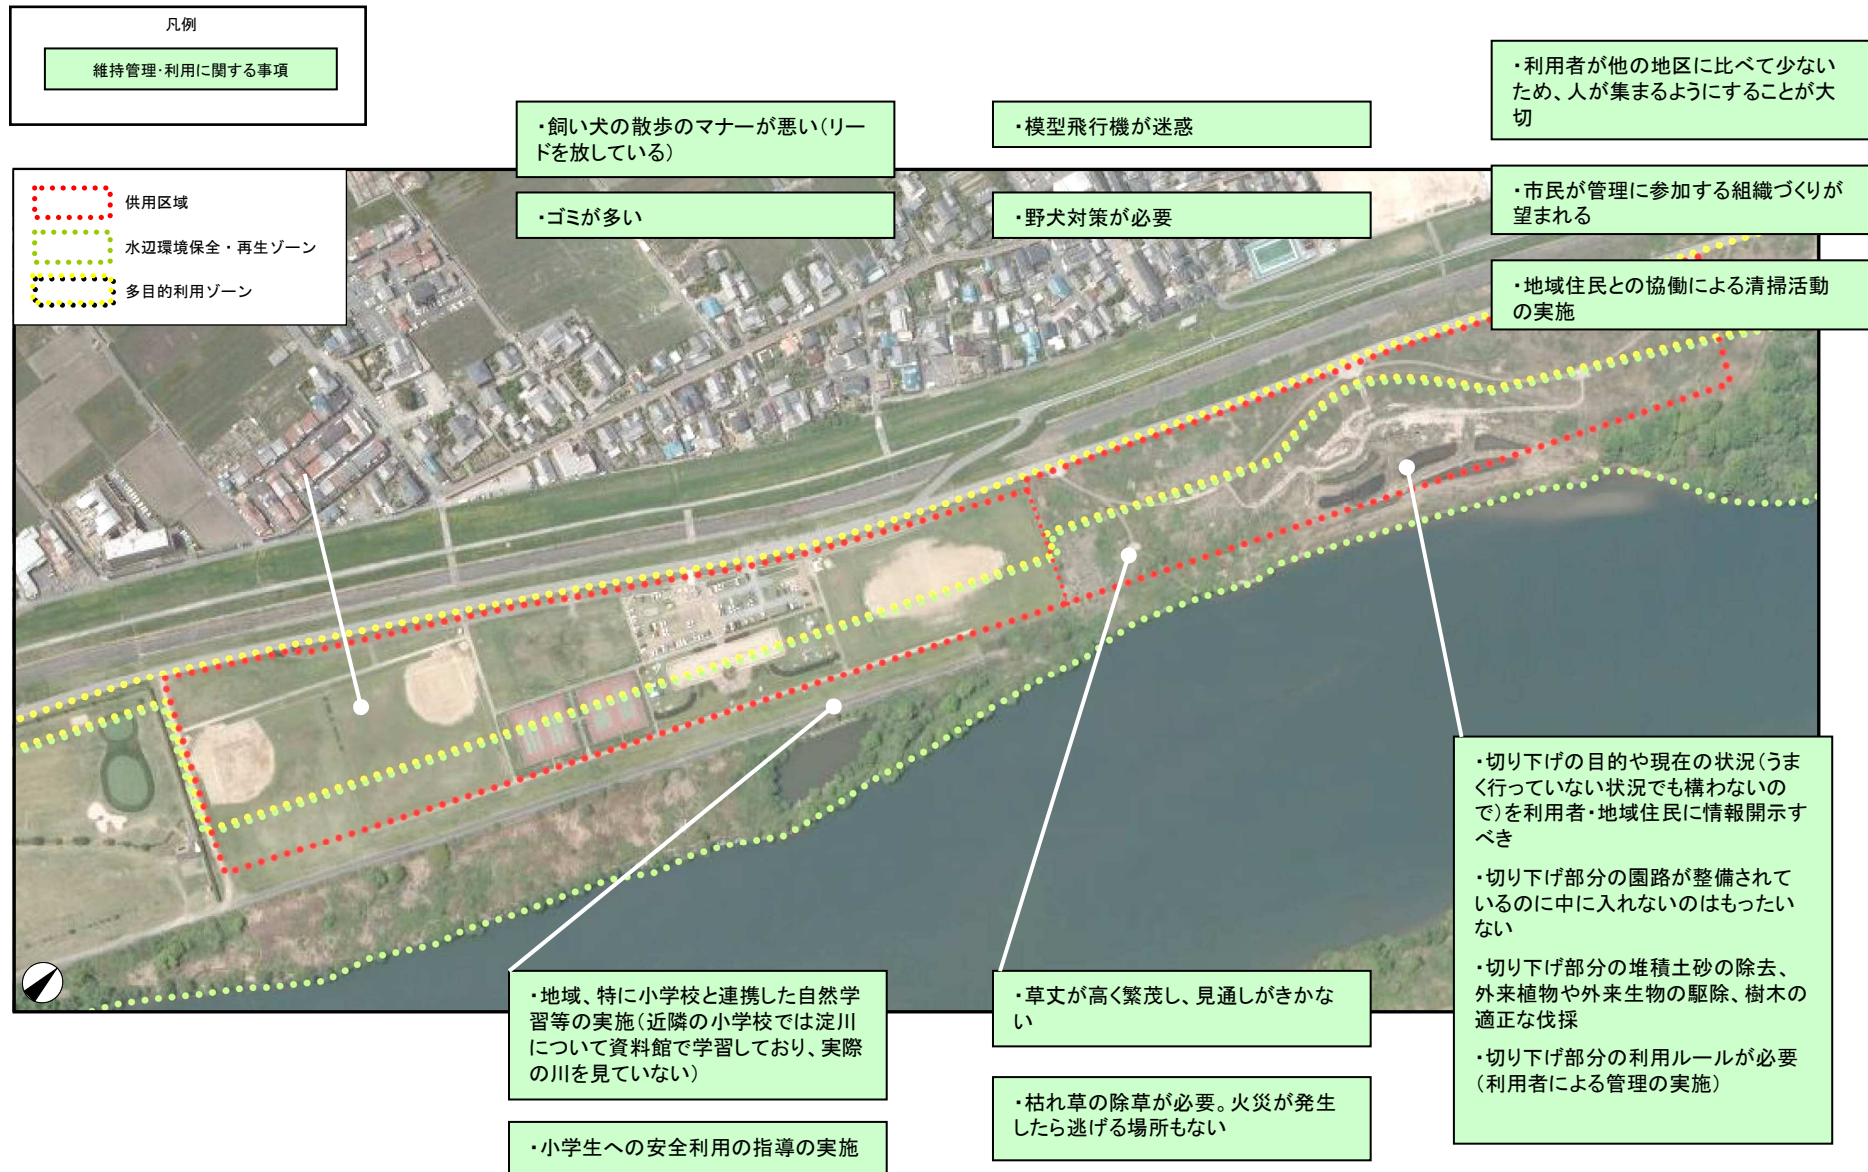 凡例
維持管理・利用に関する事項
・飼い犬の散歩のマナーが悪い（リー
ドを放している）
・ゴミが多い
・模型飛行機が迷惑
・野犬対策が必要
・利用者が他の地区に比べて少ない
ため、人が集まるようにすることが大
切
・市民が管理に参加する組織づくりが
望まれる
・地域住民との協働による清掃活動
の実施
供用区域
水辺環境保全・再生ゾーン
多目的利用ゾーン
・地域、特に小学校と連携した自然学
習等の実施（近隣の小学校では淀川
について資料館で学習しており、実際
の川を見ていない）
・小学生への安全利用の指導の実施
・草丈が高く繁茂し、見通しがきかな
い
・枯れ草の除草が必要。火災が発生
したら逃げる場所もない
・切り下げの目的や現在の状況（うま
く行っていない状況でも構わないの
で）を利用者・地域住民に情報開示す
べき
・切り下げ部分の園路が整備されて
いるのに中に入れないのはもったい
ない
・切り下げ部分の堆積土砂の除去、
外来植物や外来生物の駆除、樹木の
適正な伐採
・切り下げ部分の利用ルールが必要
（利用者による管理の実施）